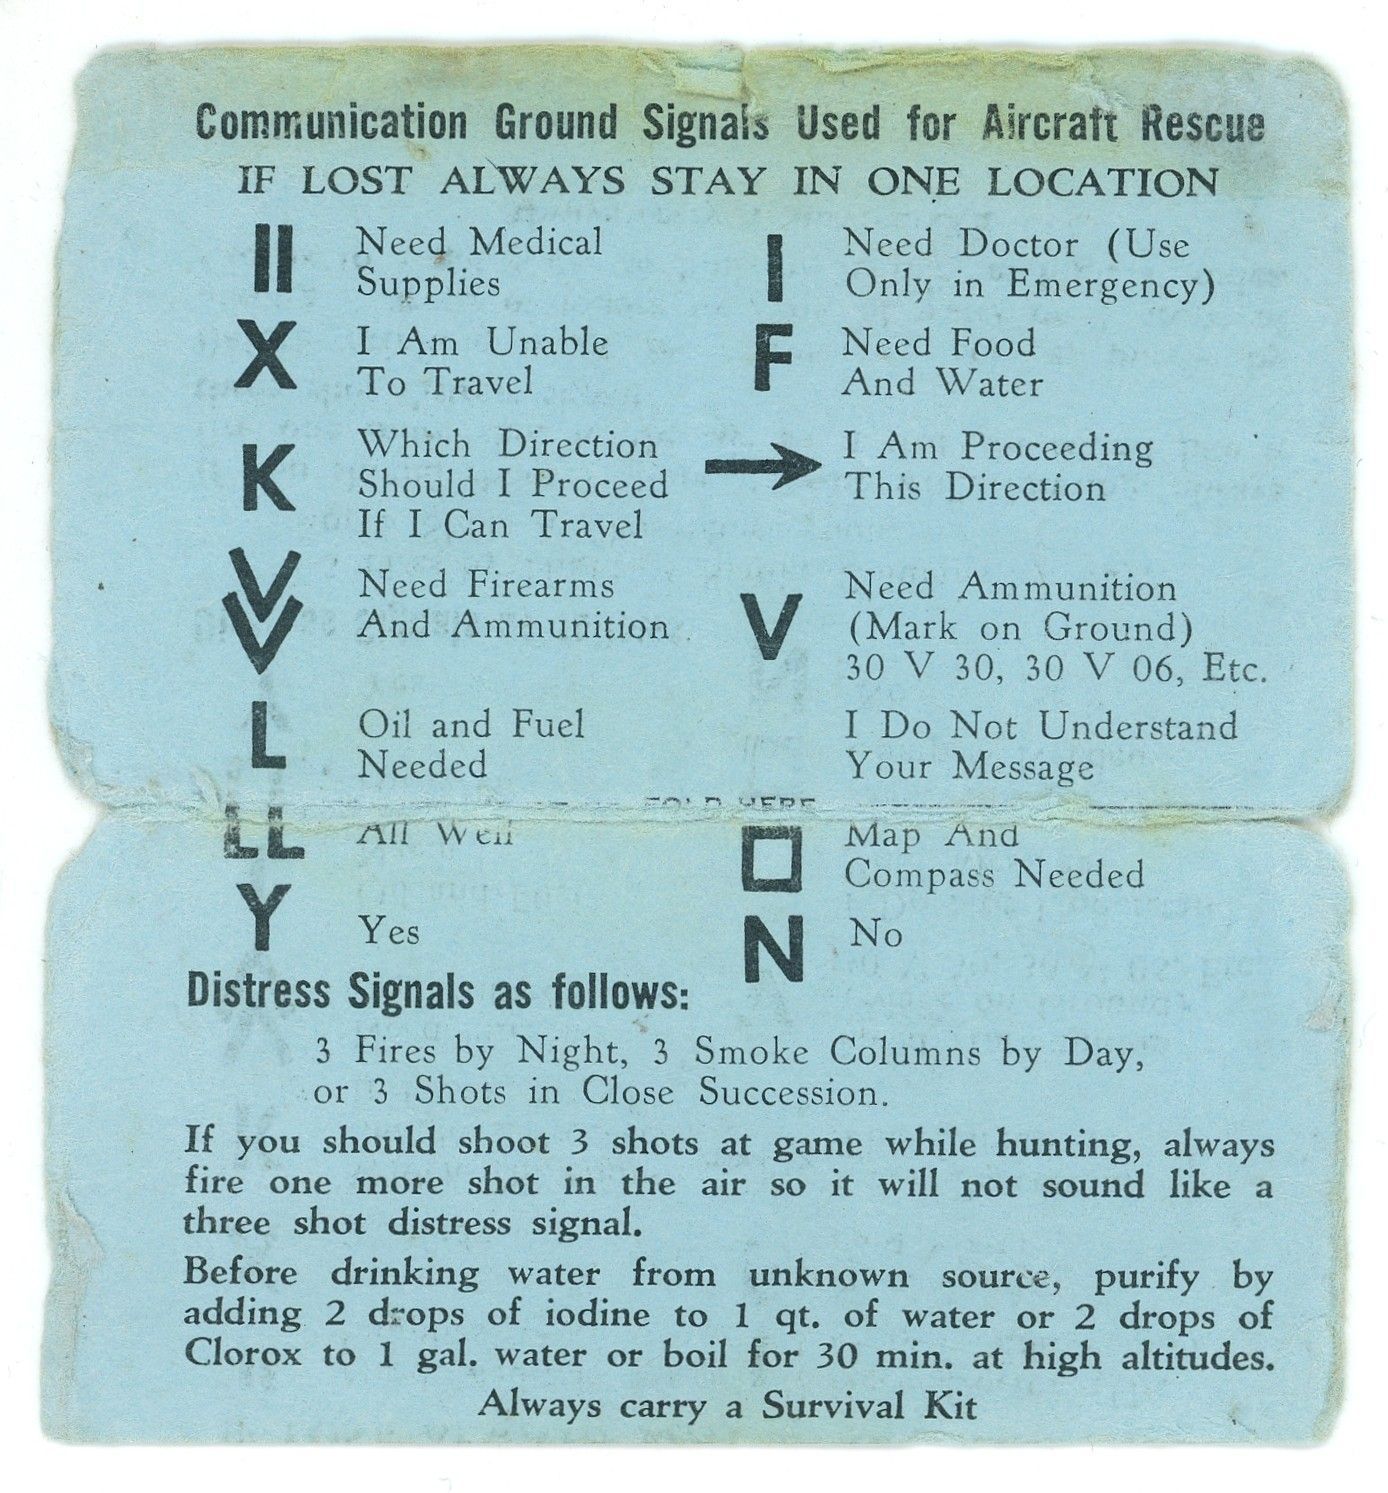 Communication Ground Signals Used for Aircraft Rescue
IF LOST ALWAYS STAY IN ONE LOCATION
II Need Medical
Supplies
I Need Doctor (Use
Only in Emergency)
X I Am Unable
To Travel
F Need Food
And Water
K Which Direction
Should I Proceed
If I Can Travel
→ I Am Proceeding
This Direction
Need Firearms
And Ammunition
V Need Ammunition
(Mark on Ground)
30 V 30, 30 V 06, Etc.
L Oil and Fuel
Needed
I Do Not Understand
Your Message
FOLD HERE
LL All Well
□ Map And
Compass Needed
Y Yes
N No
Distress Signals as follows:
3 Fires by Night, 3 Smoke Columns by Day,
or 3 Shots in Close Succession.
If you should shoot 3 shots at game while hunting, always
fire one more shot in the air so it will not sound like a
three shot distress signal.
Before drinking water from unknown source, purify by
adding 2 drops of iodine to 1 qt. of water or 2 drops of
Clorox to 1 gal. water or boil for 30 min. at high altitudes.
Always carry a Survival Kit